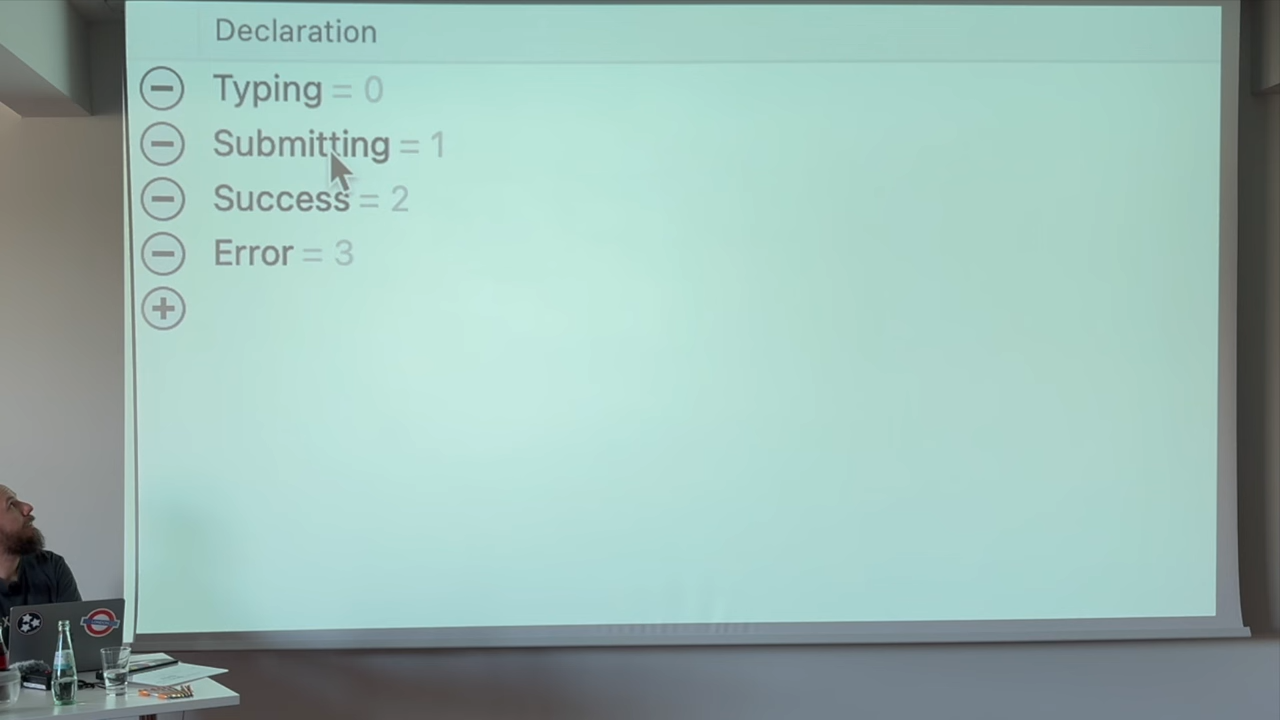 Declaration
Typing = 0
Submitting = 1
Success = 2
Error = 3